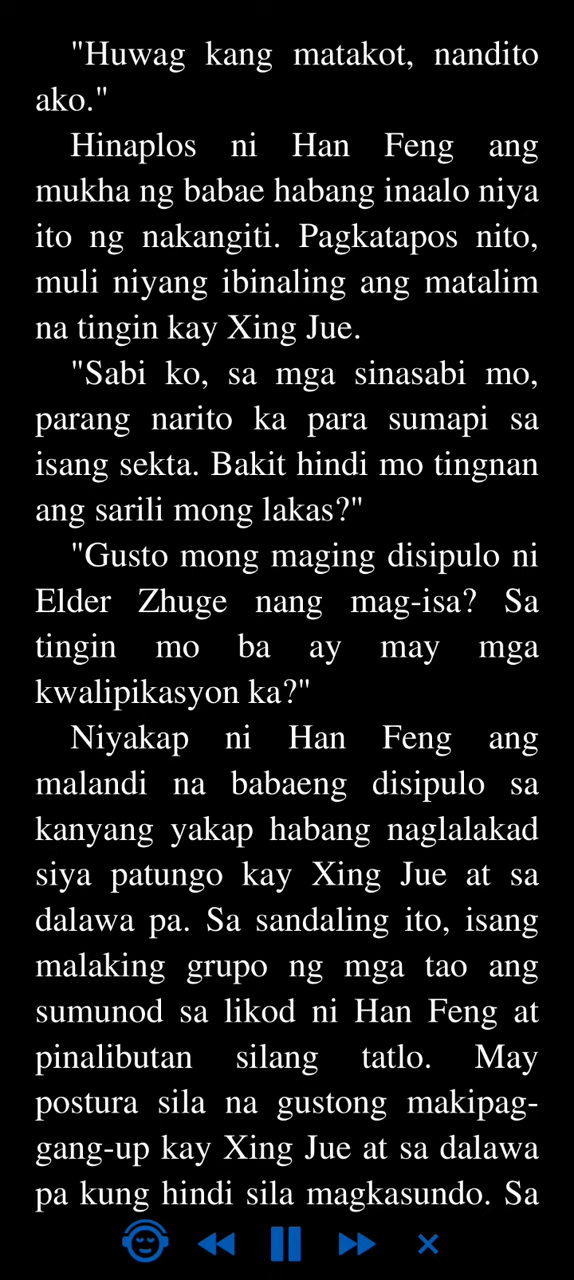 "Huwag kang matakot, nandito
ako."
Hinaplos ni Han Feng ang
mukha ng babae habang inaalo niya
ito ng nakangiti. Pagkatapos nito,
muli niyang ibinaling ang matalim
na tingin kay Xing Jue.
"Sabi ko, sa mga sinasabi mo,
parang narito ka para sumapi sa
isang sekta. Bakit hindi mo tingnan
ang sarili mong lakas?"
"Gusto mong maging disipulo ni
Elder Zhuge nang mag-isa? Sa
tingin mo ba ay may mga
kwalipikasyon ka?"
Niyakap ni Han Feng ang
malandi na babaeng disipulo sa
kanyang yakap habang naglalakad
siya patungo kay Xing Jue at sa
dalawa pa. Sa sandaling ito, isang
malaking grupo ng mga tao ang
sumunod sa likod ni Han Feng at
pinalibutan silang tatlo. May
postura sila na gustong makipag-
gang-up kay Xing Jue at sa dalawa
pa kung hindi sila magkasundo. Sa